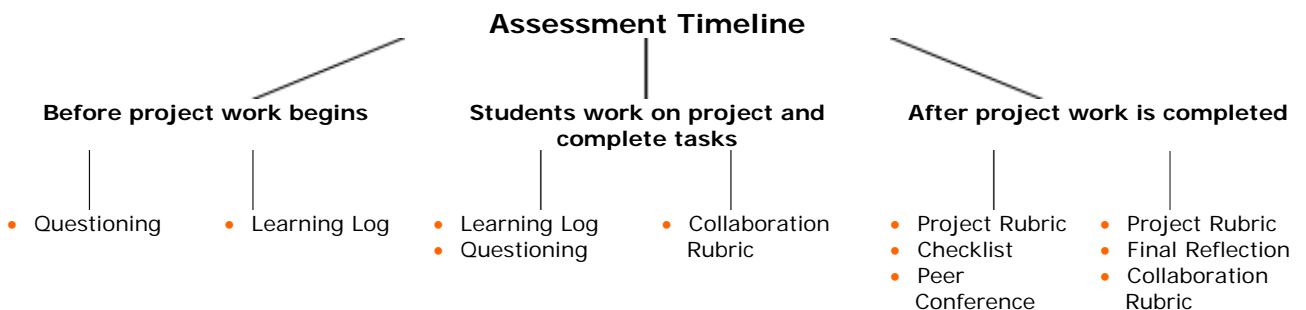 Assessment Timeline
Before project work begins
Students work on project and
complete tasks
After project work is completed
• Questioning
• Learning Log
• Learning Log
• Questioning
• Collaboration
Rubric
• Project Rubric
• Checklist
• Peer
Conference
• Project Rubric
• Final Reflection
• Collaboration
Rubric